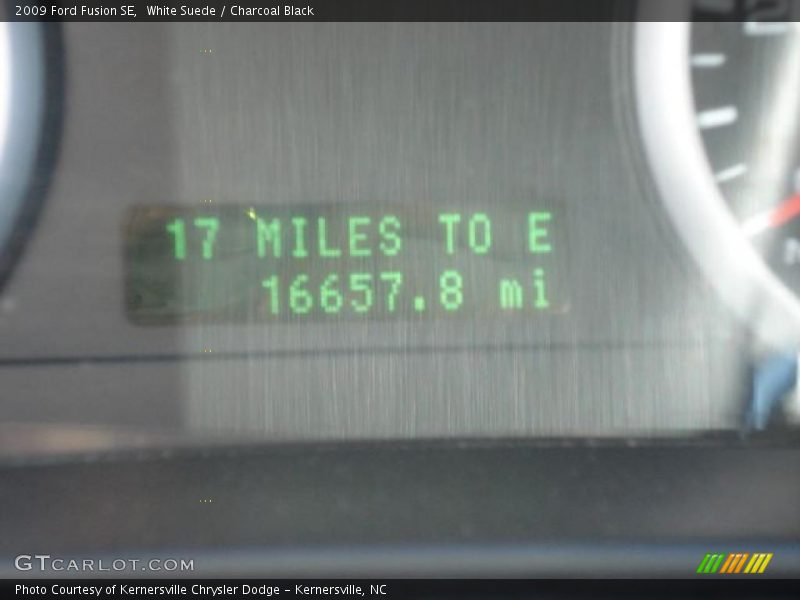 2009 Ford Fusion SE,  White Suede / Charcoal Black
17 MILES TO E
16657.8 mi
GTCARLOT.COM
Photo Courtesy of Kernersville Chrysler Dodge - Kernersville, NC